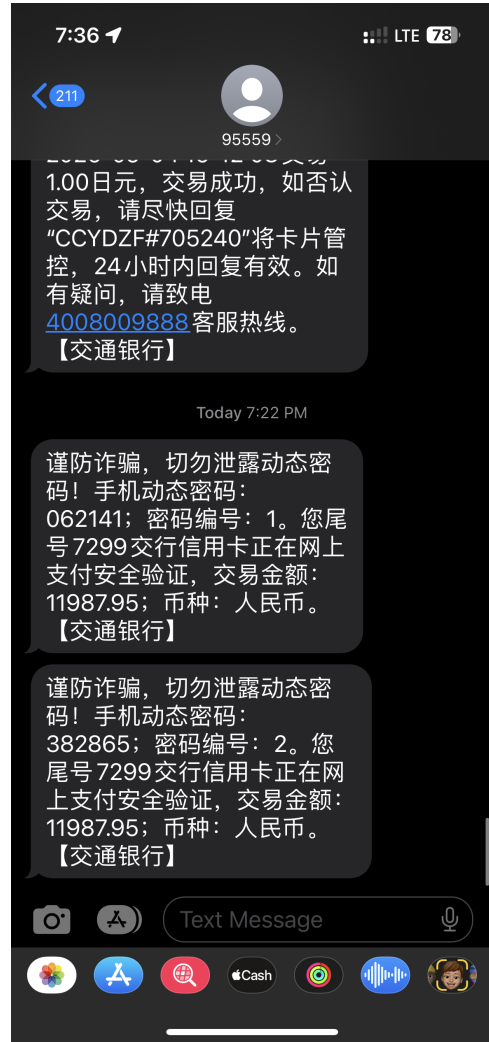 7:36
LTE 78
211
95559
1.00日元，交易成功，如否认
交易，请尽快回复
“CCYDZF#705240”将卡片管
控，24小时内回复有效。如
有疑问，请致电
4008009888客服热线。
【交通银行】
Today 7:22 PM
谨防诈骗，切勿泄露动态密
码！手机动态密码：
062141；密码编号：1。您尾
号7299交行信用卡正在网上
支付安全验证，交易金额：
11987.95；币种：人民币。
【交通银行】
谨防诈骗，切勿泄露动态密
码！手机动态密码：
382865；密码编号：2。您
尾号7299交行信用卡正在网
上支付安全验证，交易金额：
11987.95；币种：人民币。
【交通银行】
Text Message
Cash